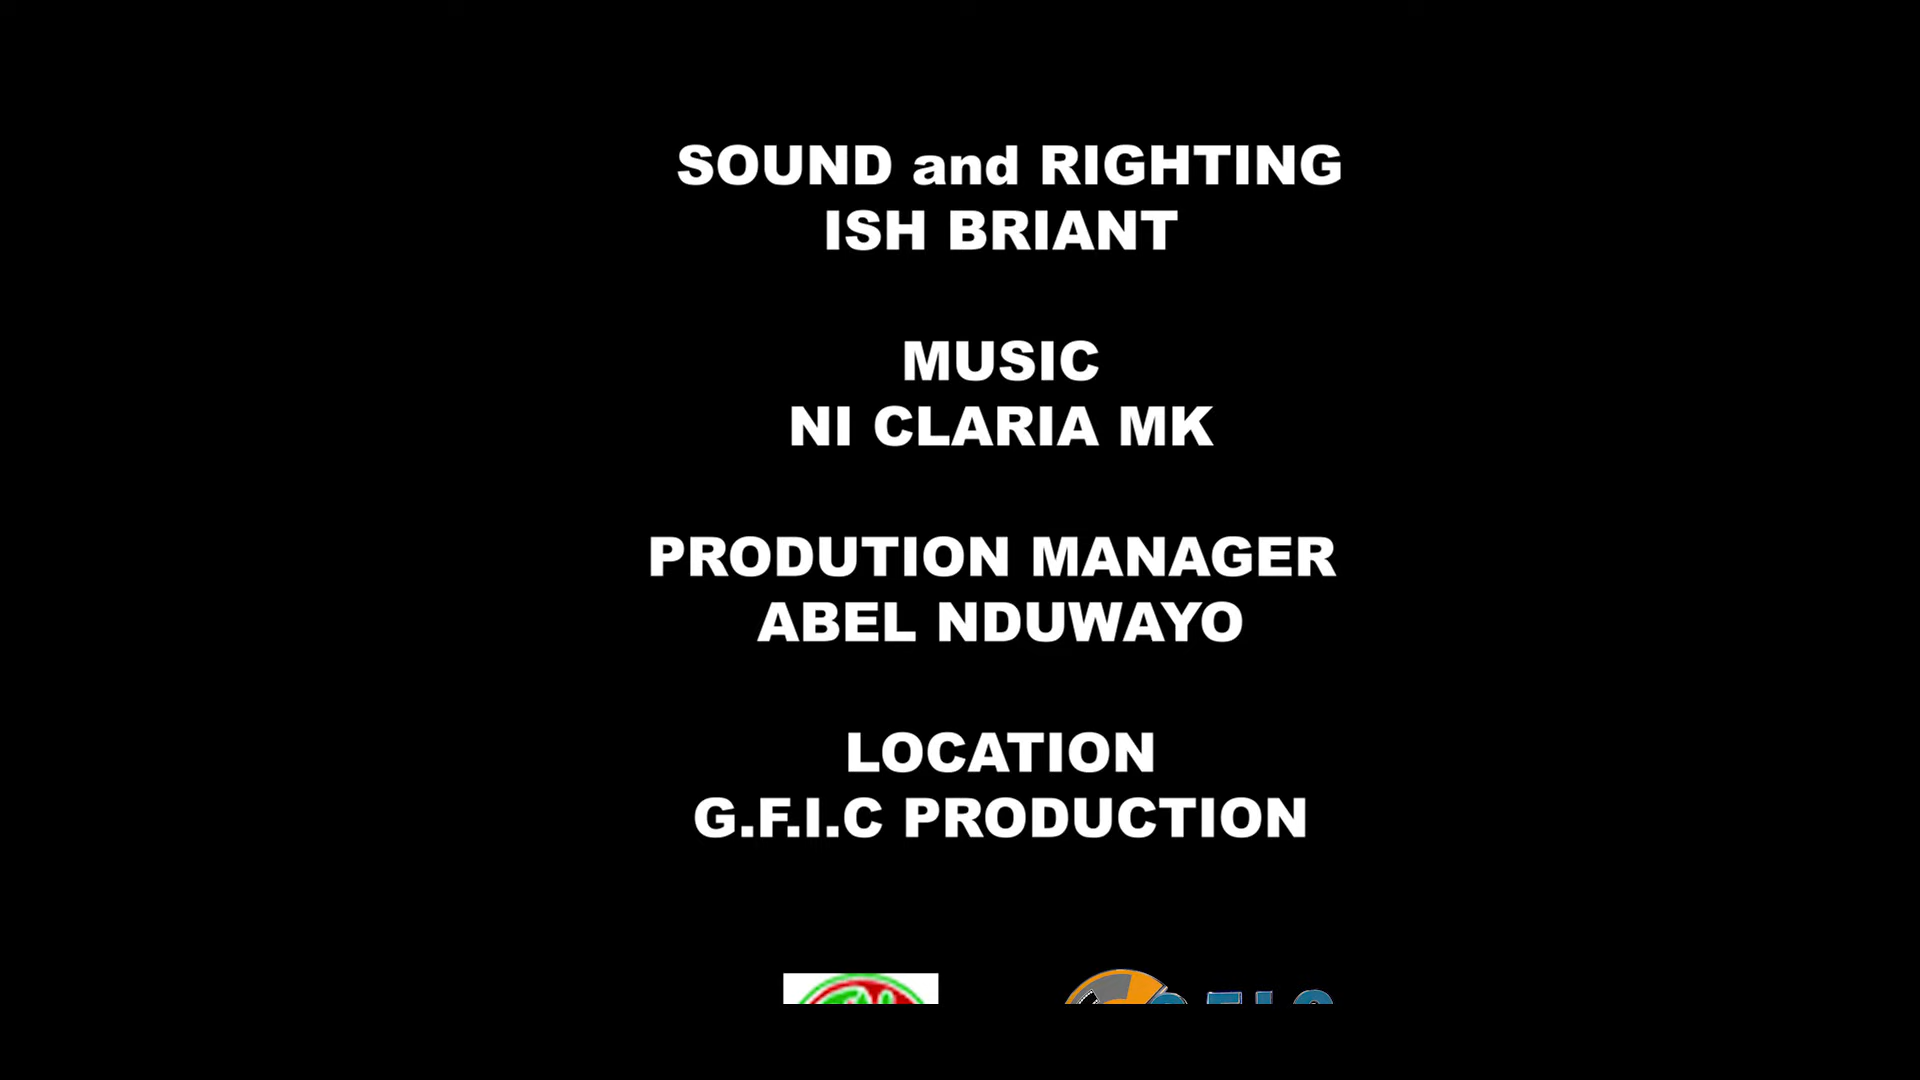 SOUND and RIGHTING
ISH BRIANT
MUSIC
NI CLARIA MK
PRODUTION MANAGER
ABEL NDUWAYO
LOCATION
G.F.I.C PRODUCTION